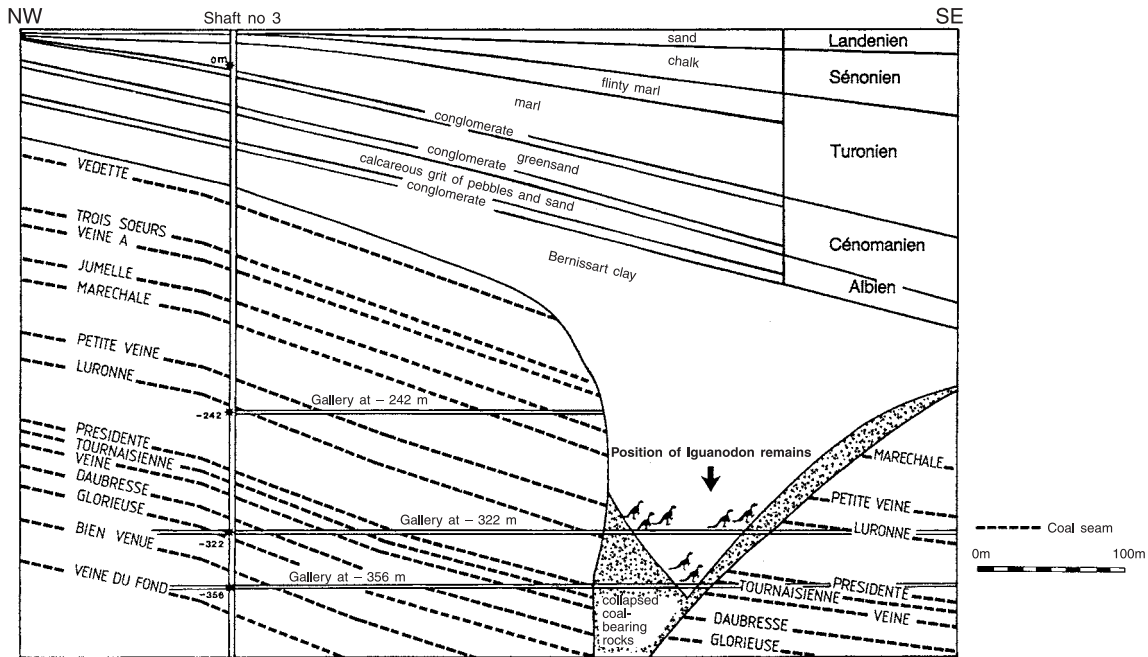 NW
Shaft no 3
SE
sand
Landenien
0m
chalk
Sénonien
flinty marl
marl
conglomerate
Turonien
conglomerate
greensand
calcareous grit of pebbles and sand
conglomerate
VEDETTE
TROIS SOEURS
VEINE A
Cénomanien
Bernissart clay
JUMELLE
Albien
MARECHALE
PETITE VEINE
LURONNE
Gallery at – 242 m
-242
PRESIDENTE
TOURNAISIENNE
VEINE
DAUBRESSE
GLORIEUSE
BIEN VENUE
VEINE DU FOND
Position of Iguanodon remains
MARECHALE
PETITE VEINE
Gallery at – 322 m
LURONNE
-322
Coal seam
0m 100m
Gallery at – 356 m
-356
PRESIDENTE
TOURNAISIENNE
VEINE
collapsed
coal-
bearing
rocks
DAUBRESSE
GLORIEUSE